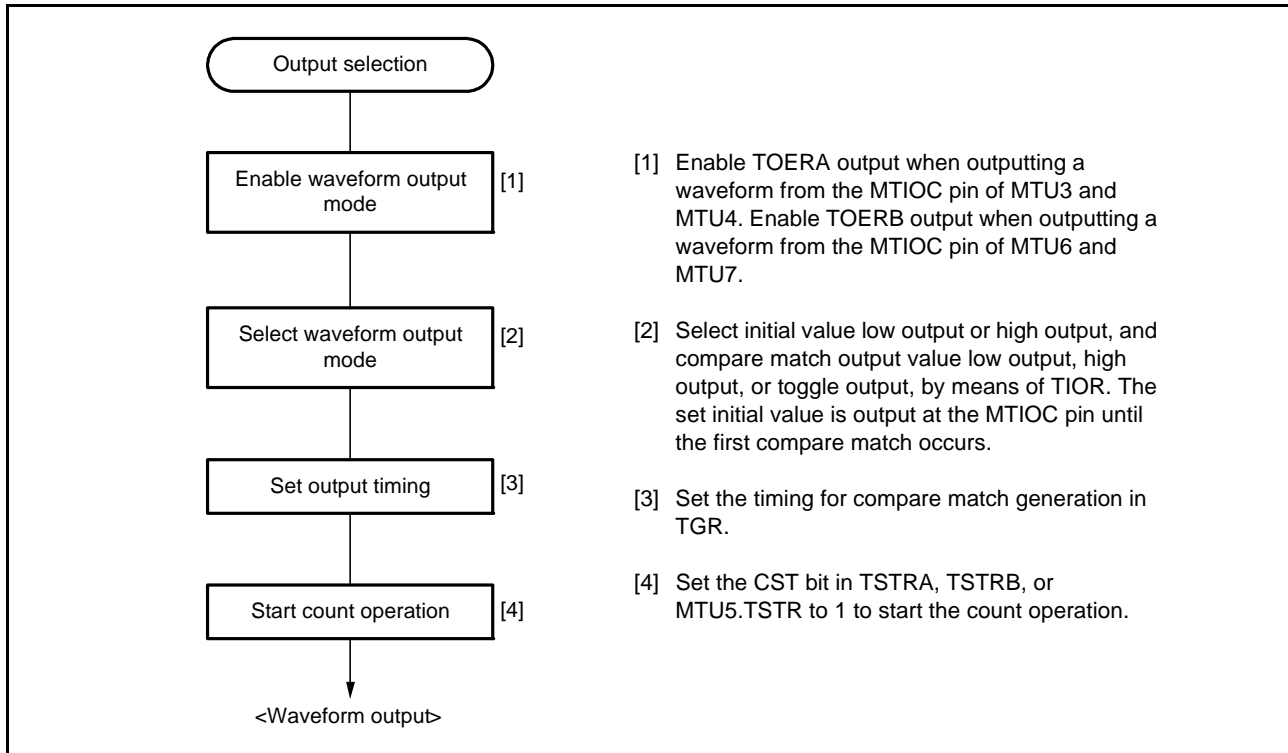 Output selection
Enable waveform output
mode
[1]
Select waveform output
mode
[2]
Set output timing
[3]
Start count operation
[4]
<Waveform output>
[1] Enable TOERA output when outputting a
waveform from the MTIOC pin of MTU3 and
MTU4. Enable TOERB output when outputting a
waveform from the MTIOC pin of MTU6 and
MTU7.
[2] Select initial value low output or high output, and
compare match output value low output, high
output, or toggle output, by means of TIOR. The
set initial value is output at the MTIOC pin until
the first compare match occurs.
[3] Set the timing for compare match generation in
TGR.
[4] Set the CST bit in TSTRA, TSTRB, or
MTU5.TSTR to 1 to start the count operation.